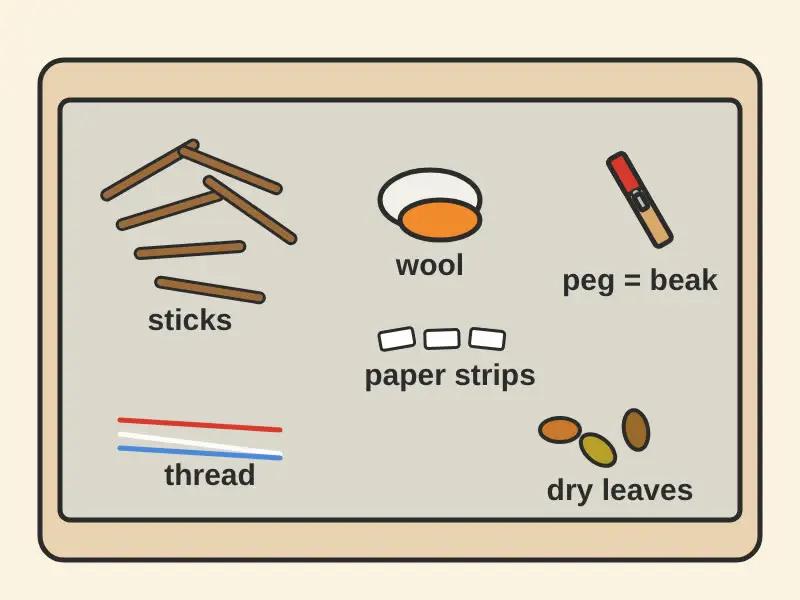 sticks
wool
peg = beak
paper strips
thread
dry leaves